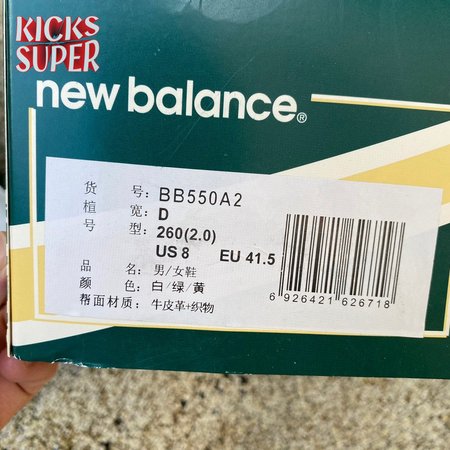 KICKS
SUPER
new balance®
货 号: BB550A2
楦 宽: D
号 型: 260(2.0)
US 8 EU 41.5
品 名: 男/女鞋
颜 色: 白/绿/黄
帮面材质: 牛皮革+织物
6 926421 626718